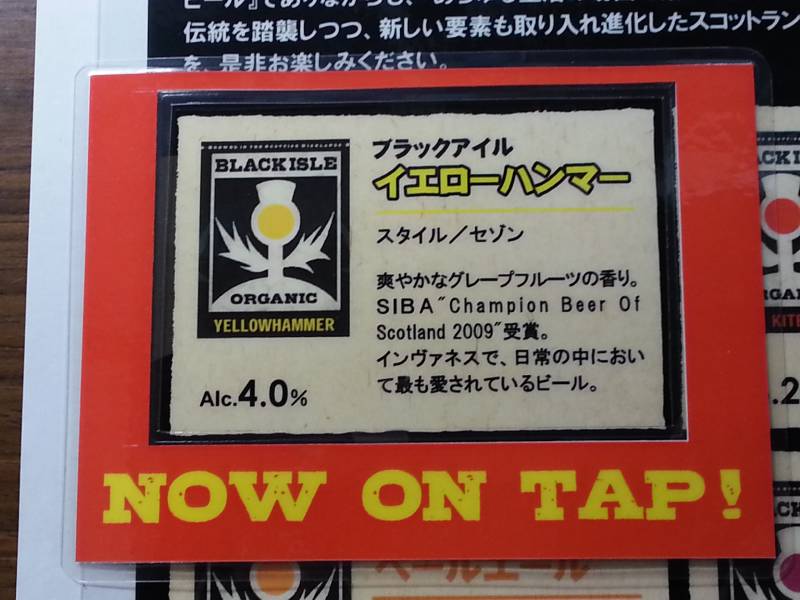 伝統を踏襲しつつ、新しい要素も取り入れ進化したスコットラン
を、是非お楽しみください。
BREWED IN THE SCOTTISH HIGHLANDS
BLACK ISLE
ORGANIC
YELLOWHAMMER
Alc.4.0%
ブラックアイル
イエローハンマー
スタイル／セゾン
爽やかなグレープフルーツの香り。
SIBA"Champion Beer Of
Scotland 2009"受賞。
インヴァネスで、日常の中におい
て最も愛されているビール。
NOW ON TAP!
ペールエール